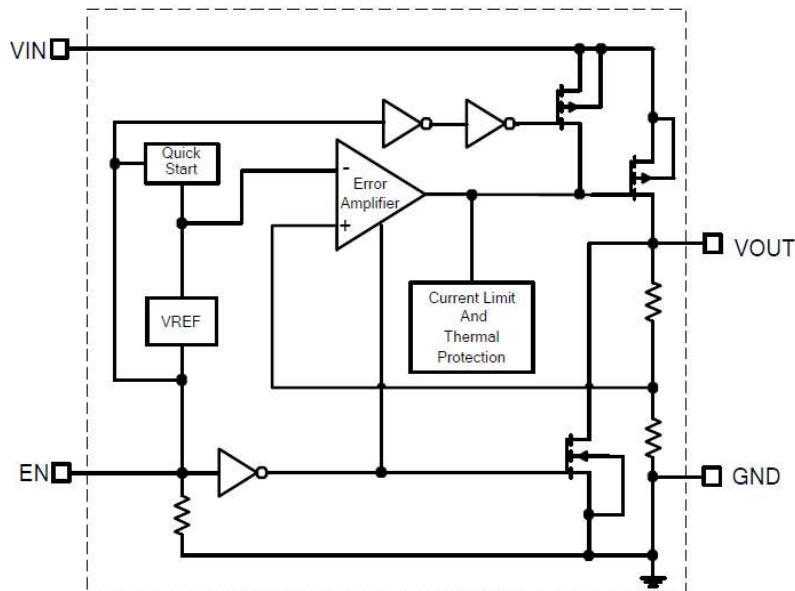 VIN
Quick
Start
-
Error
Amplifier
+
VOUT
Current Limit
And
Thermal
Protection
VREF
EN
GND